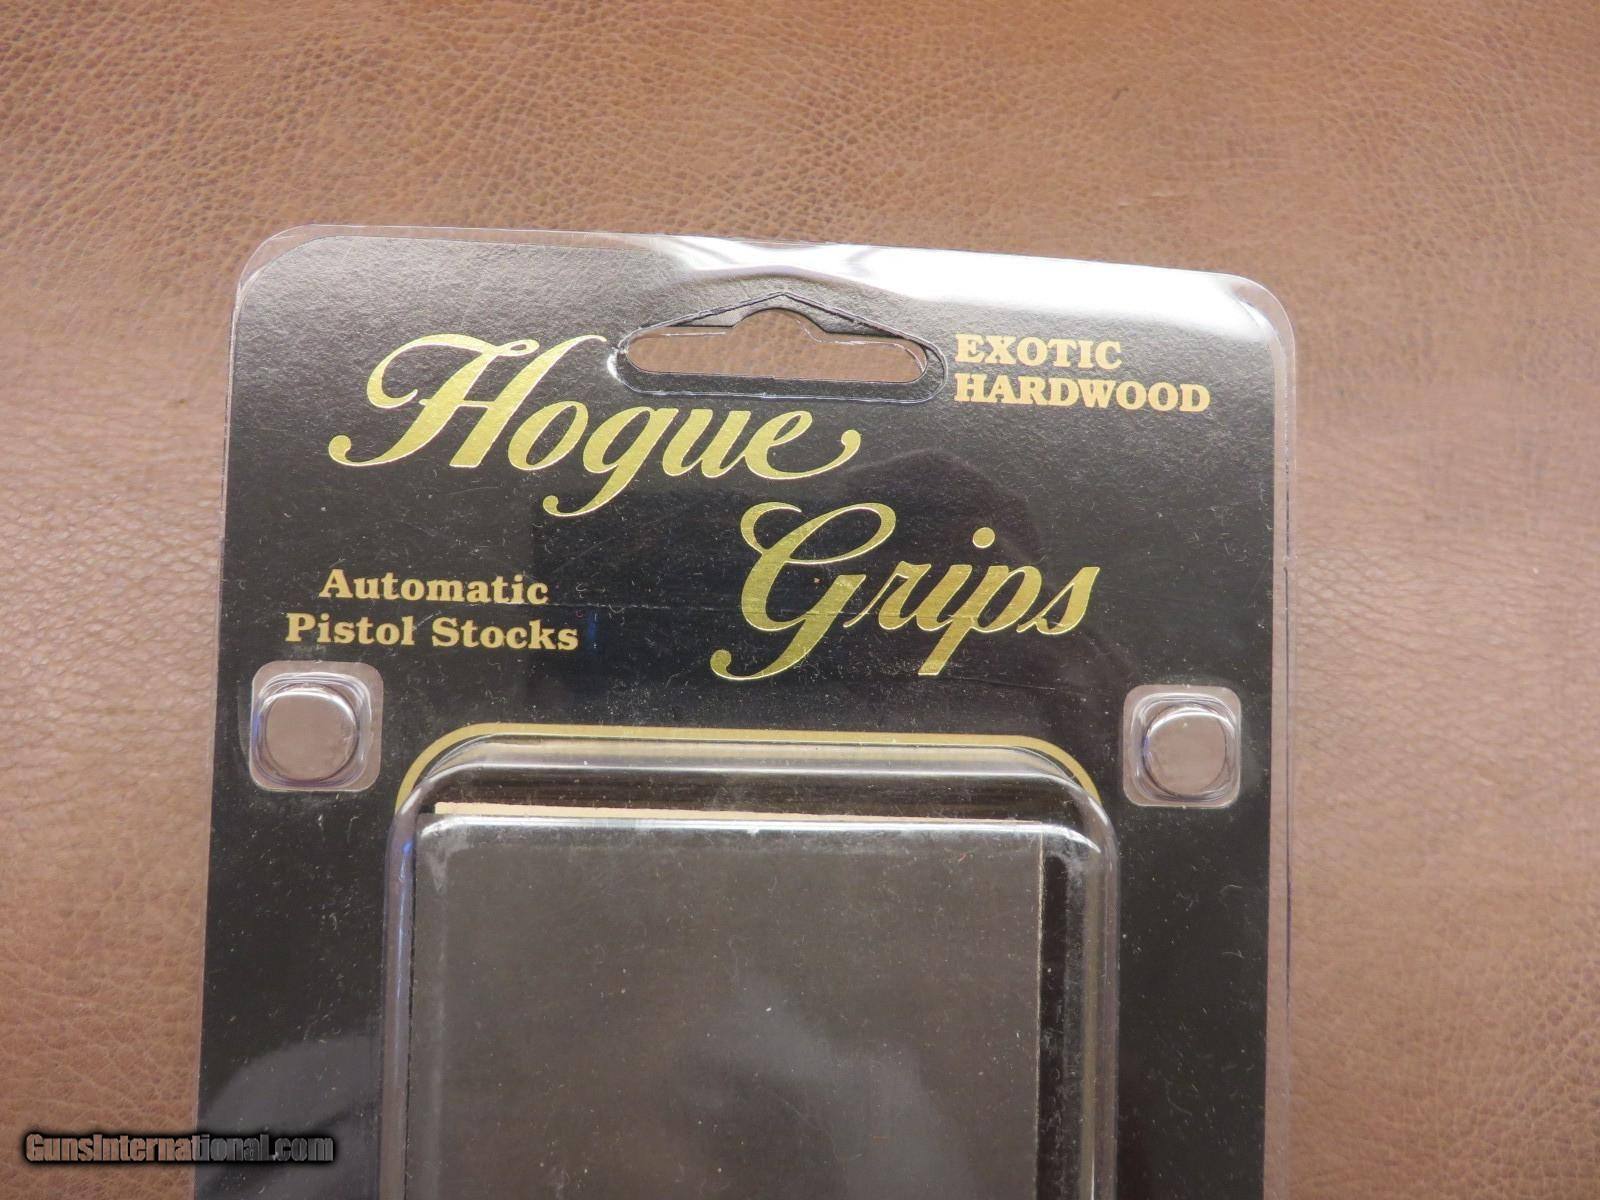 Hogue
Grips
EXOTIC
HARDWOOD
Automatic
Pistol Stocks
GunsInternational.com